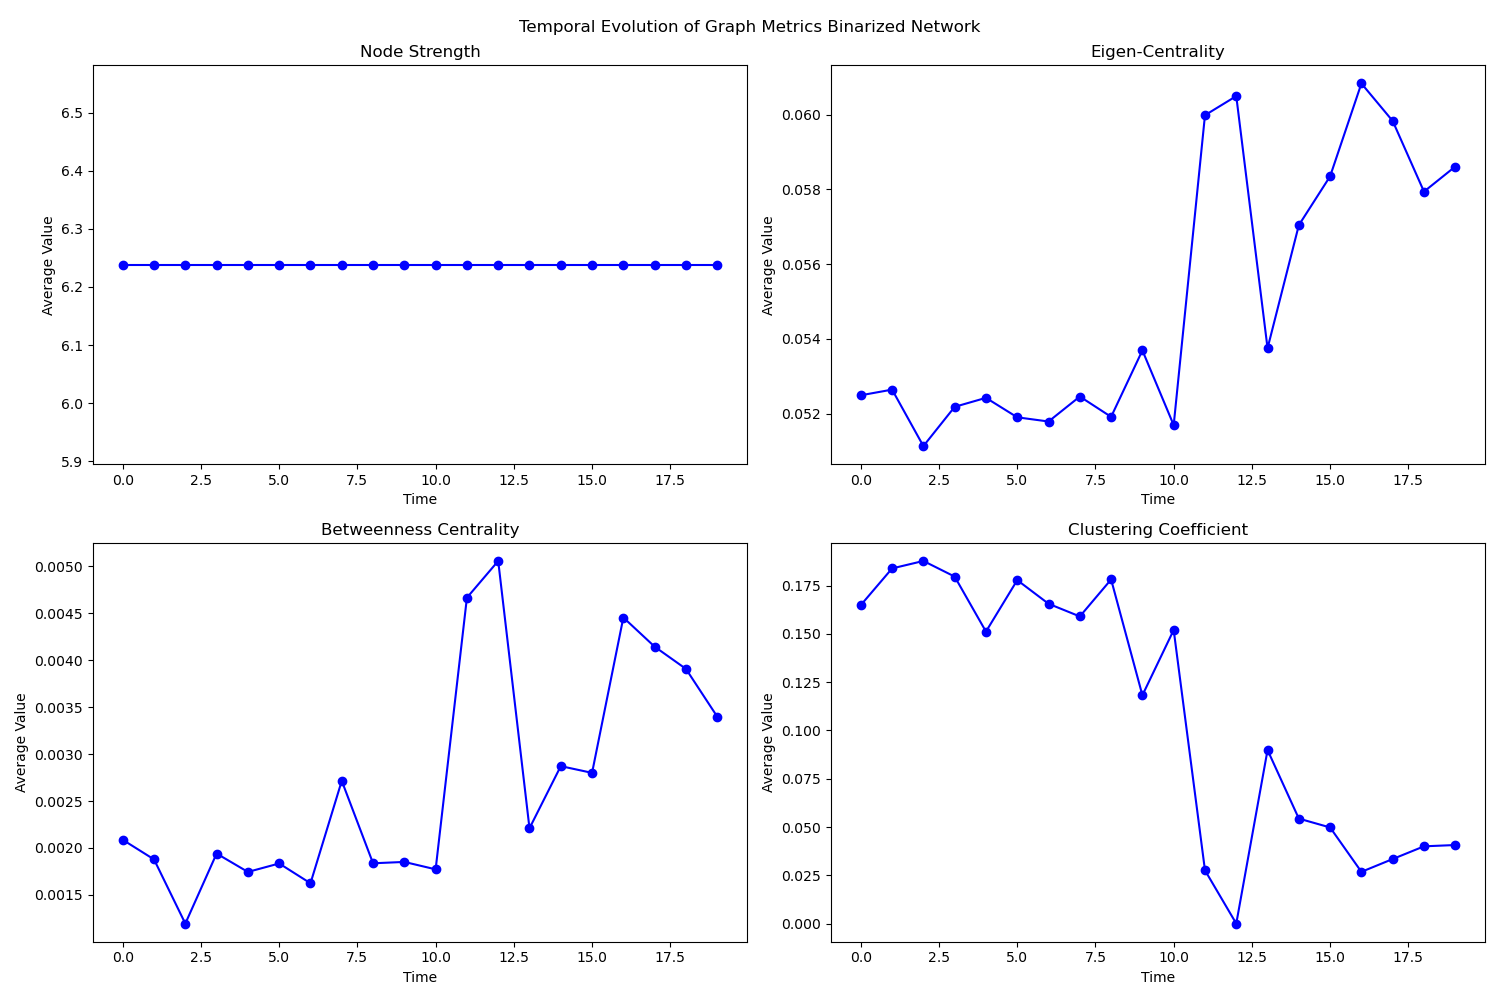 Temporal Evolution of Graph Metrics Binarized Network
Node Strength
Average Value
6.5
6.4
6.3
6.2
6.1
6.0
5.9
0.0 2.5 5.0 7.5 10.0 12.5 15.0 17.5
Time
Eigen-Centrality
Average Value
0.060
0.058
0.056
0.054
0.052
0.0 2.5 5.0 7.5 10.0 12.5 15.0 17.5
Time
Betweenness Centrality
Average Value
0.0050
0.0045
0.0040
0.0035
0.0030
0.0025
0.0020
0.0015
0.0 2.5 5.0 7.5 10.0 12.5 15.0 17.5
Time
Clustering Coefficient
Average Value
0.175
0.150
0.125
0.100
0.075
0.050
0.025
0.000
0.0 2.5 5.0 7.5 10.0 12.5 15.0 17.5
Time